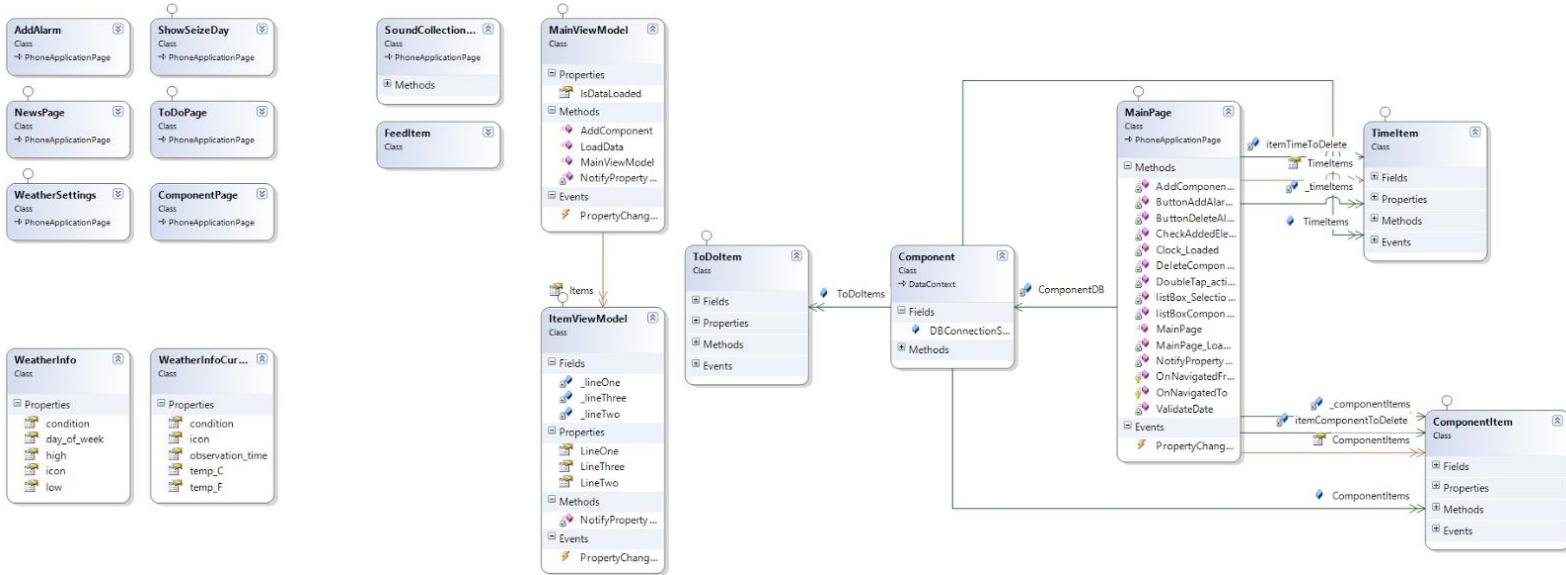 AddAlarm
Class
PhoneApplicationPage
ShowSeizeDay
Class
PhoneApplicationPage
NewsPage
Class
PhoneApplicationPage
ToDoPage
Class
PhoneApplicationPage
WeatherSettings
Class
PhoneApplicationPage
ComponentPage
Class
PhoneApplicationPage
WeatherInfo
Class
Properties
condition
day_of_week
high
icon
low
WeatherInfoCur...
Class
Properties
condition
icon
observation_time
temp_C
temp_F
SoundCollection...
Class
PhoneApplicationPage
Methods
FeedItem
Class
MainViewModel
Class
Properties
IsDataLoaded
Methods
AddComponent
LoadData
MainViewModel
NotifyProperty...
Events
PropertyChang...
Items
ItemViewModel
Class
Fields
_lineOne
_lineThree
_lineTwo
Properties
LineOne
LineThree
LineTwo
Methods
NotifyProperty...
Events
PropertyChang...
ToDoItem
Class
Fields
Properties
Methods
Events
ToDoItems
Component
Class
DataContext
Fields
DBConnectionS...
Methods
ComponentDB
MainPage
Class
PhoneApplicationPage
Methods
AddComponen...
ButtonAddAlar...
ButtonDeleteAl...
CheckAddedEle...
Clock_Loaded
DeleteCompon...
DoubleTap_acti...
listBox_Selectio...
listBoxCompon...
MainPage
MainPage_Loa...
NotifyProperty...
OnNavigatedFr...
OnNavigatedTo
ValidateDate
Events
PropertyChang...
itemTimeToDelete
TimeItems
_timeItems
TimeItems
TimeItem
Class
Fields
Properties
Methods
Events
_componentItems
itemComponentToDelete
ComponentItems
ComponentItems
ComponentItem
Class
Fields
Properties
Methods
Events